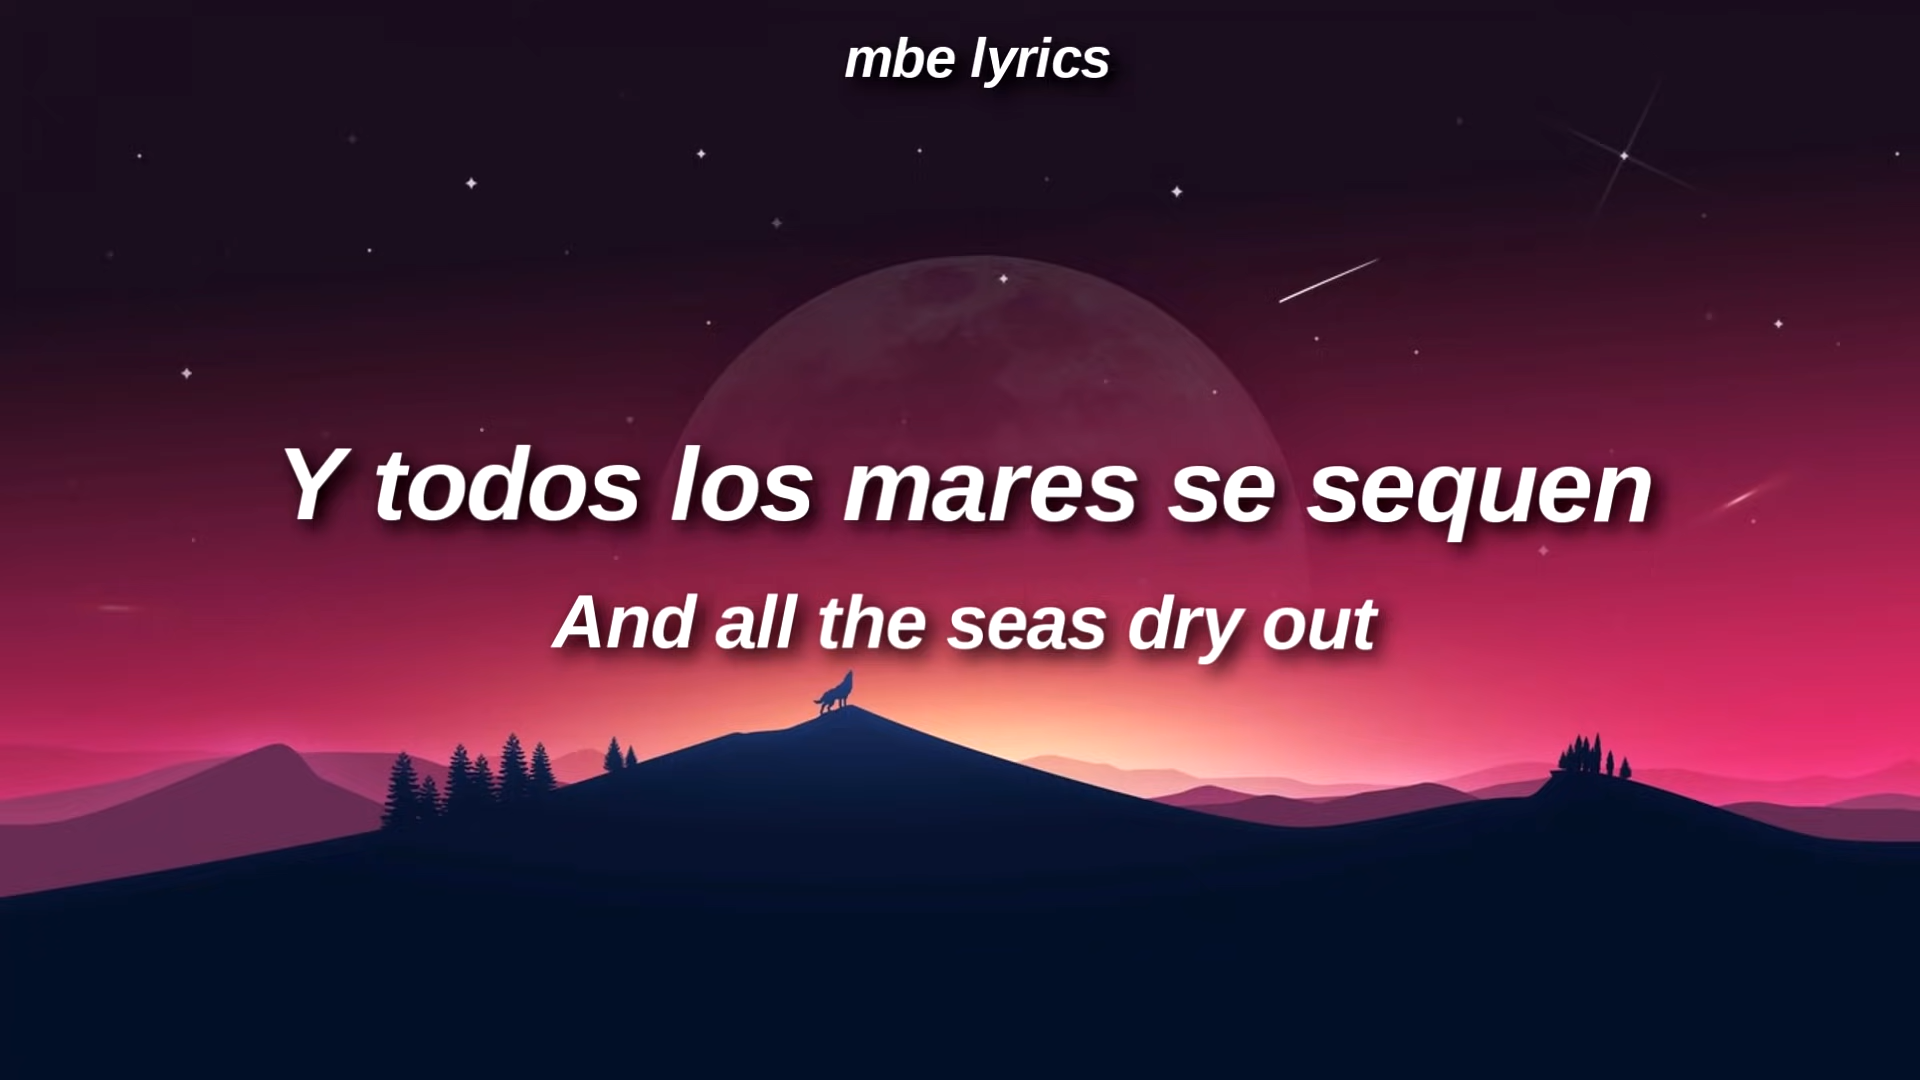 mbe lyrics
Y todos los mares se sequen
And all the seas dry out